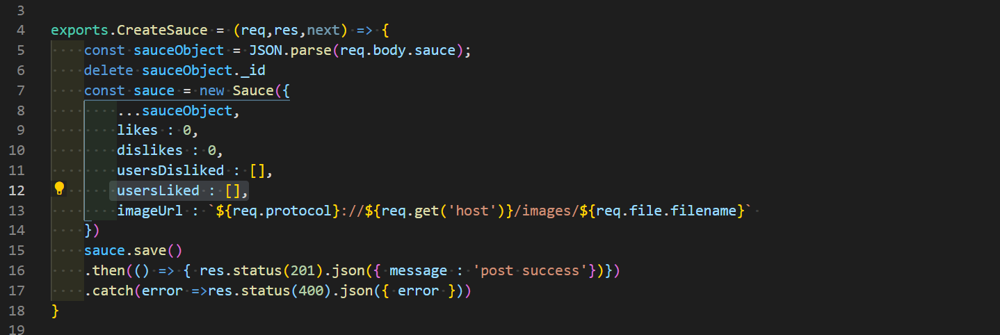 3
4 exports.CreateSauce = (req,res,next) => {
5 const sauceObject = JSON.parse(req.body.sauce);
6 delete sauceObject._id
7 const sauce = new Sauce({
8 ...sauceObject,
9 likes : 0,
10 dislikes : 0,
11 usersDisliked : [],
12 usersLiked : [],
13 imageUrl : `${req.protocol}://${req.get('host')}/images/${req.file.filename}`
14 })
15 sauce.save()
16 .then(() => { res.status(201).json({ message : 'post success'})})
17 .catch(error =>res.status(400).json({ error }))
18 }
19